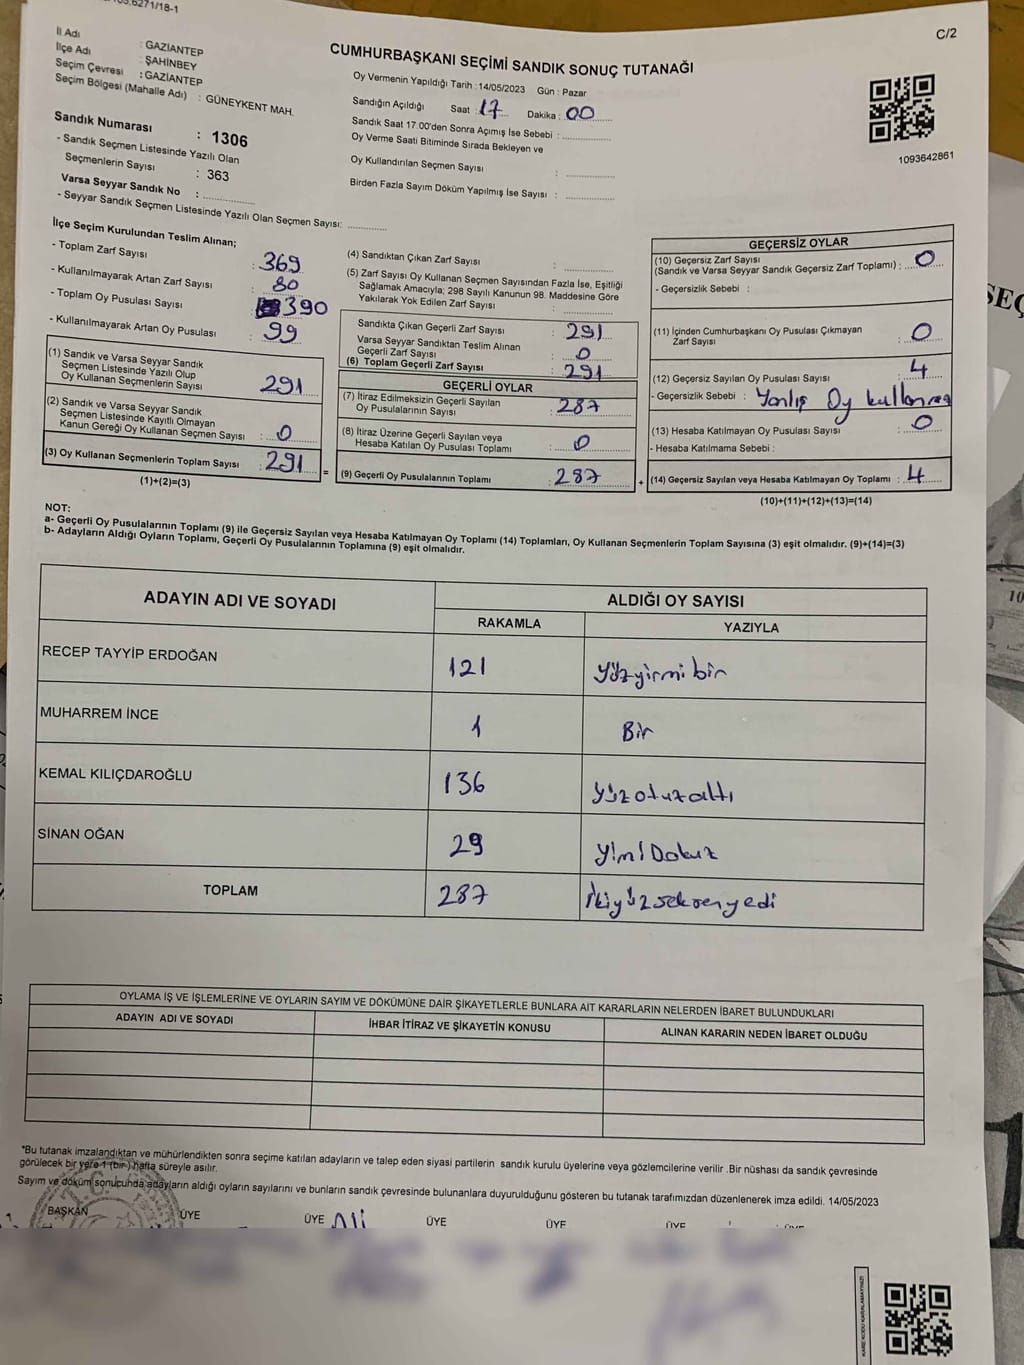 6271/18-1
C/2
İl Adı : GAZİANTEP
İlçe Adı : ŞAHİNBEY
Seçim Çevresi : GAZİANTEP
Seçim Bölgesi (Mahalle Adı) : GÜNEYKENT MAH.
Sandık Numarası : 1306
- Sandık Seçmen Listesinde Yazılı Olan
Seçmenlerin Sayısı : 363
Varsa Seyyar Sandık No :
- Seyyar Sandık Seçmen Listesinde Yazılı Olan Seçmen Sayısı:
CUMHURBAŞKANI SEÇİMİ SANDIK SONUÇ TUTANAĞI
Oy Vermenin Yapıldığı Tarih : 14/05/2023 Gün : Pazar
Sandığın Açıldığı Saat : 17 Dakika : 00
Sandık Saat 17:00'den Sonra Açımış İse Sebebi :
Oy Verme Saati Bitiminde Sırada Bekleyen ve
Oy Kullandırılan Seçmen Sayısı :
Birden Fazla Sayım Döküm Yapılmış İse Sayısı :
1093642861
İlçe Seçim Kurulundan Teslim Alınan;
- Toplam Zarf Sayısı : 369
- Kullanılmayarak Artan Zarf Sayısı : 80
- Toplam Oy Pusulası Sayısı : 390
- Kullanılmayarak Artan Oy Pusulası : 99
(1) Sandık ve Varsa Seyyar Sandık
Seçmen Listesinde Yazılı Olup
Oy Kullanan Seçmenlerin Sayısı : 291
(2) Sandık ve Varsa Seyyar Sandık
Seçmen Listesinde Kayıtlı Olmayan
Kanun Gereği Oy Kullanan Seçmen Sayısı : 0
(3) Oy Kullanan Seçmenlerin Toplam Sayısı : 291
(1)+(2)=(3)
(4) Sandıktan Çıkan Zarf Sayısı :
(5) Zarf Sayısı Oy Kullanan Seçmen Sayısından Fazla İse, Eşitliği
Sağlamak Amacıyla; 298 Sayılı Kanunun 98. Maddesine Göre
Yakılarak Yok Edilen Zarf Sayısı :
Sandıkta Çıkan Geçerli Zarf Sayısı : 291
Varsa Seyyar Sandıktan Teslim Alınan
Geçerli Zarf Sayısı : 0
(6) Toplam Geçerli Zarf Sayısı : 291
GEÇERLİ OYLAR
(7) İtiraz Edilmeksizin Geçerli Sayılan
Oy Pusulalarının Sayısı : 287
(8) İtiraz Üzerine Geçerli Sayılan veya
Hesaba Katılan Oy Pusulası Toplamı : 0
= (9) Geçerli Oy Pusulalarının Toplamı : 287
GEÇERSİZ OYLAR
(10) Geçersiz Zarf Sayısı
(Sandık ve Varsa Seyyar Sandık Geçersiz Zarf Toplamı) : 0
- Geçersizlik Sebebi :
(11) İçinden Cumhurbaşkanı Oy Pusulası Çıkmayan
Zarf Sayısı : 0
(12) Geçersiz Sayılan Oy Pusulası Sayısı : 4
- Geçersizlik Sebebi : Yanlış Oy kullanma
(13) Hesaba Katılmayan Oy Pusulası Sayısı : 0
- Hesaba Katılmama Sebebi :
+ (14) Geçersiz Sayılan veya Hesaba Katılmayan Oy Toplamı : 4
(10)+(11)+(12)+(13)=(14)
NOT:
a- Geçerli Oy Pusulalarının Toplamı (9) ile Geçersiz Sayılan veya Hesaba Katılmayan Oy Toplamı (14) Toplamları, Oy Kullanan Seçmenlerin Toplam Sayısına (3) eşit olmalıdır. (9)+(14)=(3)
b- Adayların Aldığı Oyların Toplamı, Geçerli Oy Pusulalarının Toplamına (9) eşit olmalıdır.
ADAYIN ADI VE SOYADI ALDIĞI OY SAYISI
RAKAMLA YAZIYLA
RECEP TAYYİP ERDOĞAN 121 yüzyirmi bir
MUHARREM İNCE 1 Bir
KEMAL KILIÇDAROĞLU 136 yüzotuzaltı
SİNAN OĞAN 29 yimi Dokuz
TOPLAM 287 ikiyüzseksenyedi
OYLAMA İŞ VE İŞLEMLERİNE VE OYLARIN SAYIM VE DÖKÜMÜNE DAİR ŞİKAYETLERLE BUNLARA AİT KARARLARIN NELERDEN İBARET BULUNDUKLARI
ADAYIN ADI VE SOYADI İHBAR İTİRAZ VE ŞİKAYETİN KONUSU ALINAN KARARIN NEDEN İBARET OLDUĞU
*Bu tutanak imzalandıktan ve mühürlendikten sonra seçime katılan adayların ve talep eden siyasi partilerin sandık kurulu üyelerine veya gözlemcilerine verilir .Bir nüshası da sandık çevresinde
görülecek bir yere 1 (bir) hafta süreyle asılır.
Sayım ve döküm sonucunda adayların aldığı oyların sayılarını ve bunların sandık çevresinde bulunanlara duyurulduğunu gösteren bu tutanak tarafımızdan düzenlenerek imza edildi. 14/05/2023
BAŞKAN ÜYE ÜYE Ali ÜYE ÜYE ÜYE ÜYE
T.C.
KARE KODU KARALAMAYINIZ!
SEÇ
10